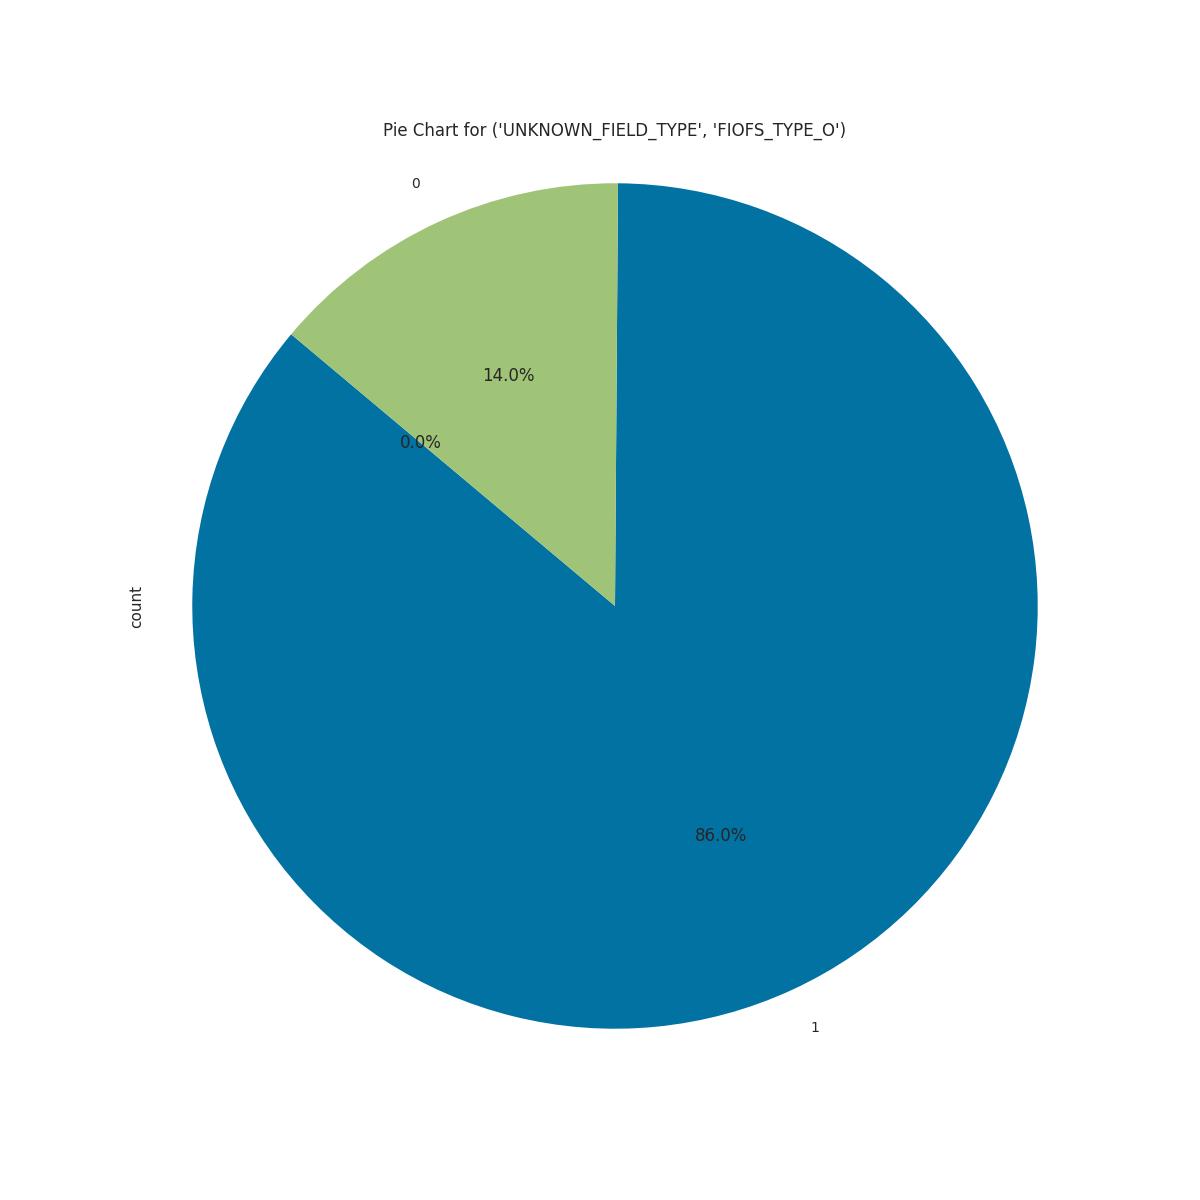 Pie Chart for ('UNKNOWN_FIELD_TYPE', 'FIOFS_TYPE_O')
0
14.0%
0.0%
count
86.0%
1